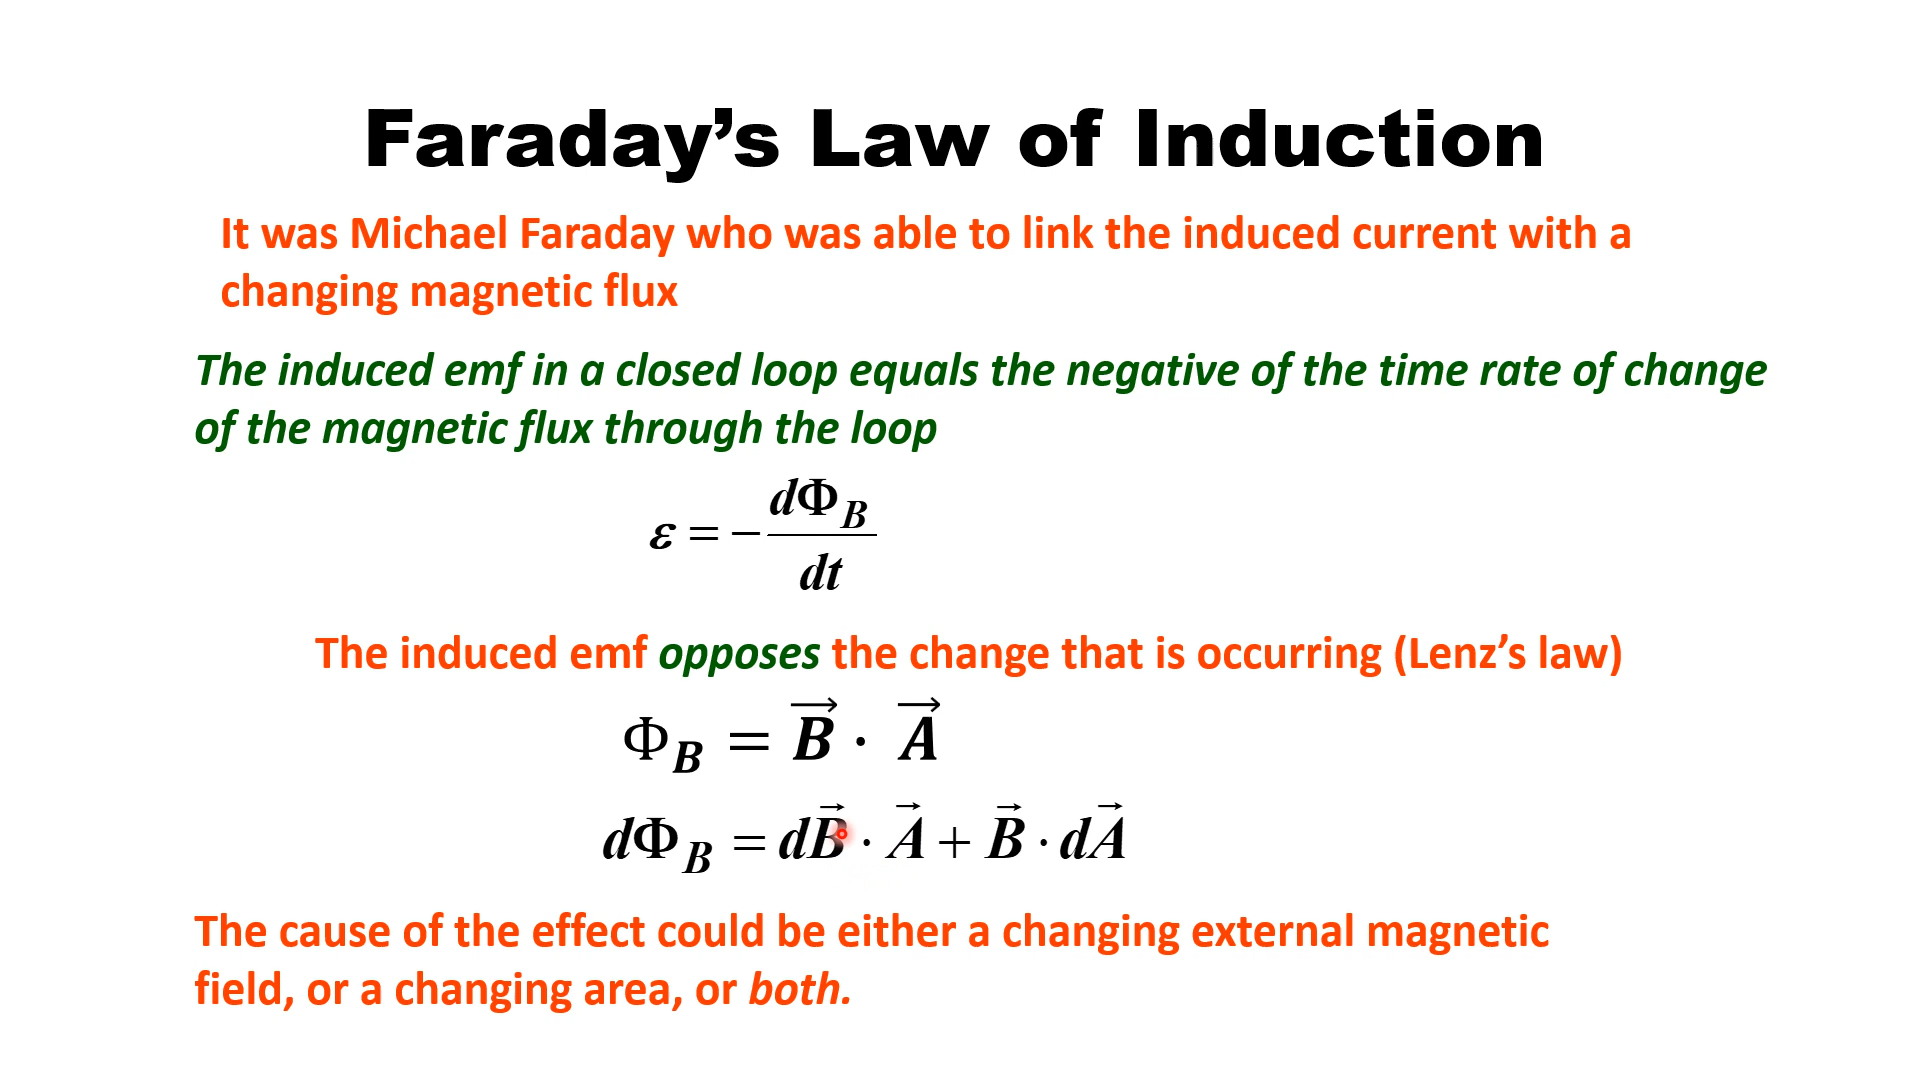 Faraday’s Law of Induction
It was Michael Faraday who was able to link the induced current with a
changing magnetic flux
The induced emf in a closed loop equals the negative of the time rate of change
of the magnetic flux through the loop
ε = − dΦ_B / dt
The induced emf opposes the change that is occurring (Lenz’s law)
Φ_B = B⃗ · A⃗
dΦ_B = dB⃗ · A⃗ + B⃗ · dA⃗
The cause of the effect could be either a changing external magnetic
field, or a changing area, or both.